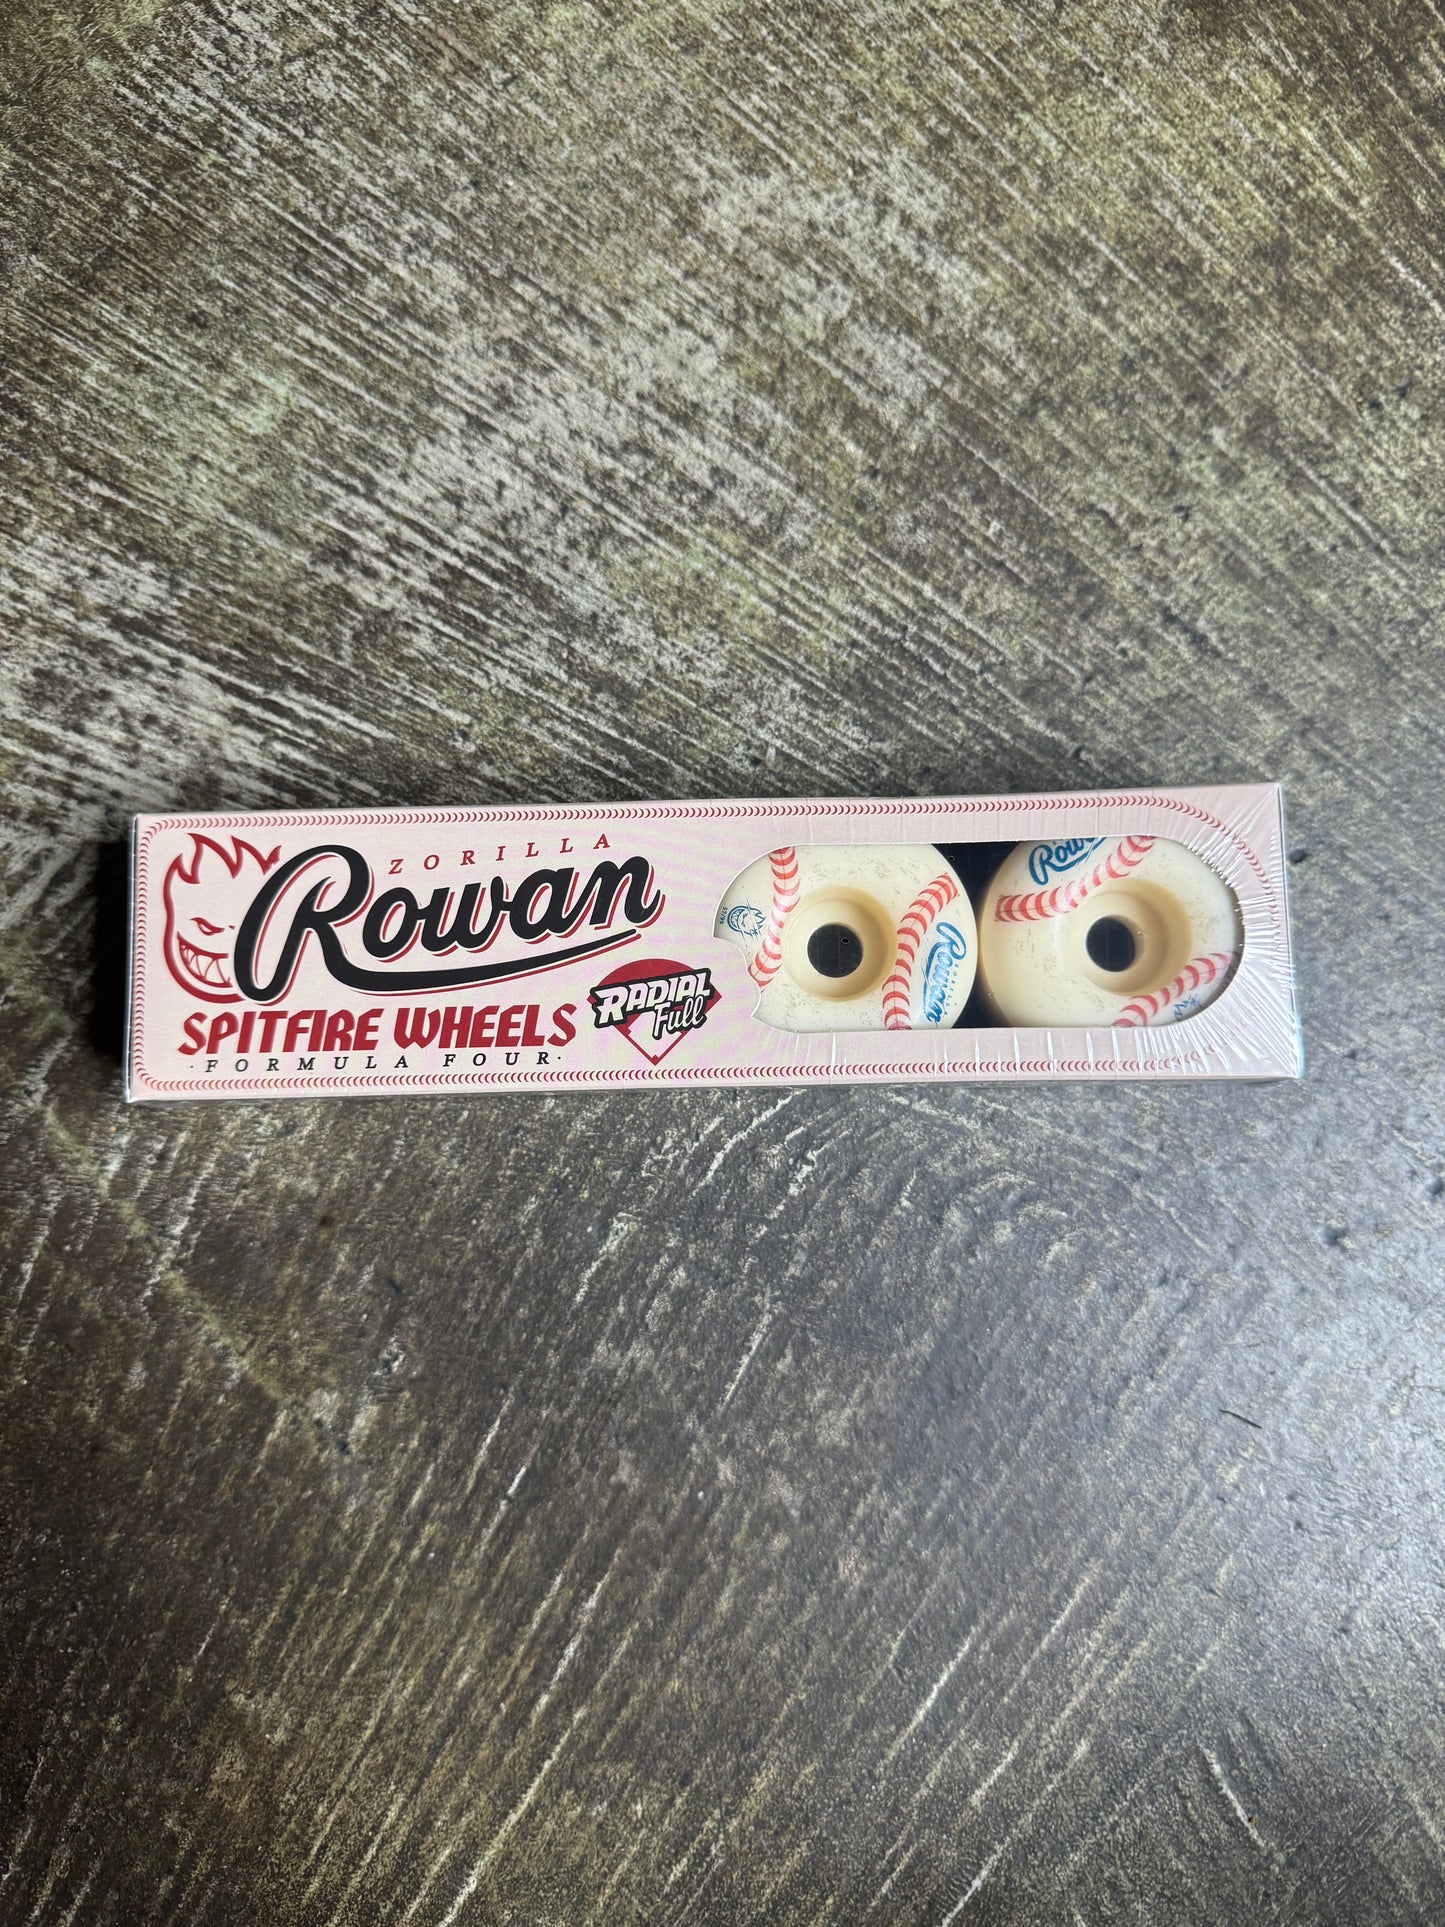 ZORILLA
Rowan
SPITFIRE WHEELS
·FORMULA FOUR·
RADIAL
Full
Rowan
Rowan